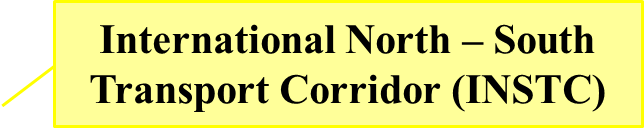 International North – South
Transport Corridor (INSTC)